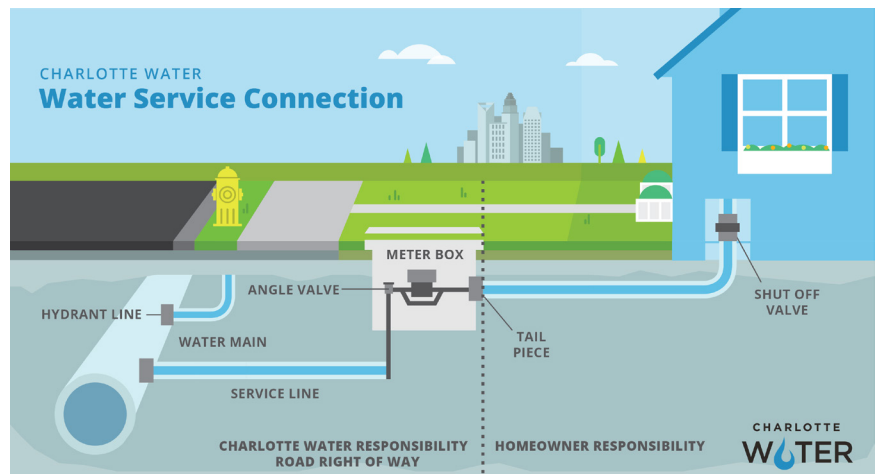 CHARLOTTE WATER
Water Service Connection
METER BOX
ANGLE VALVE
HYDRANT LINE
SHUT OFF
VALVE
TAIL
PIECE
WATER MAIN
SERVICE LINE
CHARLOTTE WATER RESPONSIBILITY
ROAD RIGHT OF WAY
HOMEOWNER RESPONSIBILITY
CHARLOTTE
WATER